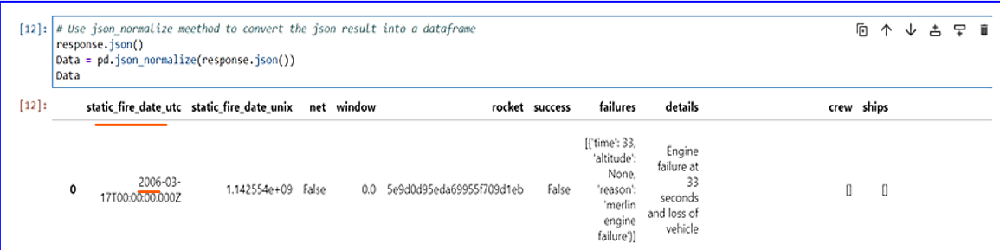 [12]: # Use json_normalize meethod to convert the json result into a dataframe
response.json()
Data = pd.json_normalize(response.json())
Data
[12]: static_fire_date_utc static_fire_date_unix net window rocket success failures details crew ships
[{'time': 33,
'altitude': Engine
None, failure at
0 2006-03-17T00:00:00.000Z 1.142554e+09 False 0.0 5e9d0d95eda69955f709d1eb False 'reason': 33 [] []
'merlin seconds
engine and loss of
failure'}] vehicle